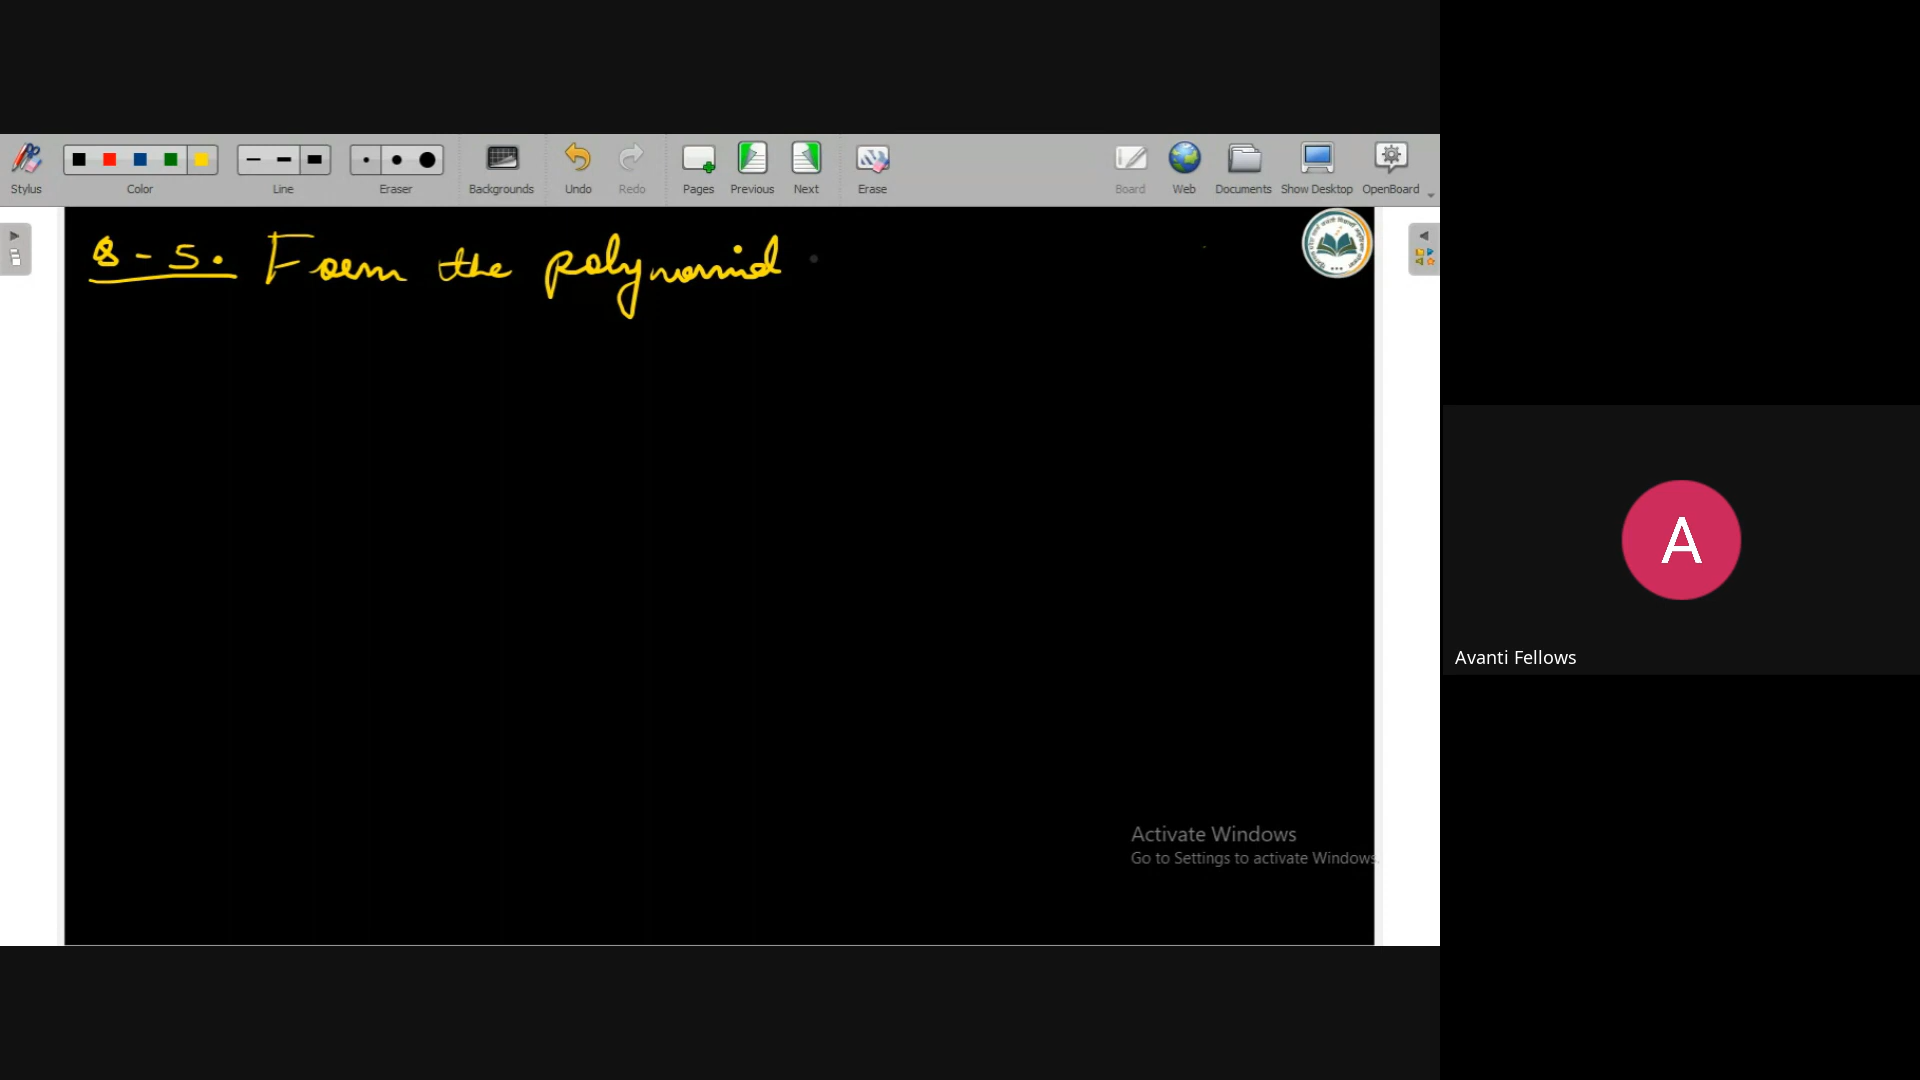 Stylus Color Line Eraser Backgrounds Undo Redo Pages Previous Next Erase Board Web Documents Show Desktop OpenBoard
Q-5. Form the polynomial
A
Avanti Fellows
Activate Windows
Go to Settings to activate Windows.